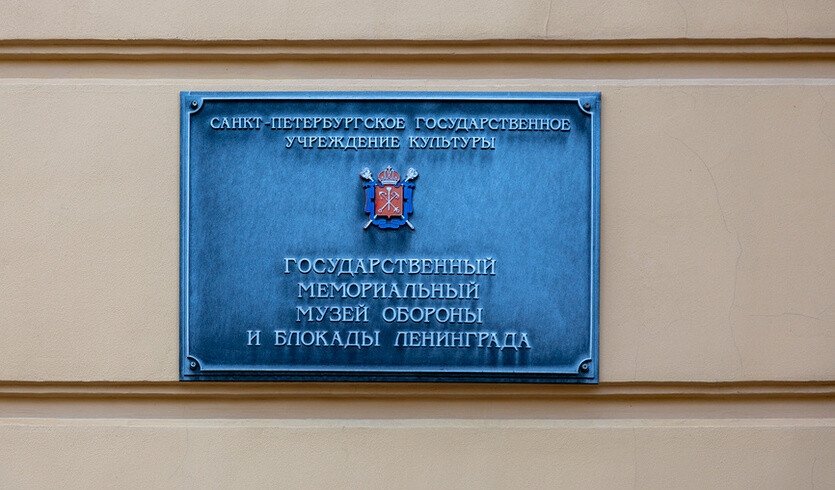 САНКТ-ПЕТЕРБУРГСКОЕ ГОСУДАРСТВЕННОЕ
УЧРЕЖДЕНИЕ КУЛЬТУРЫ
ГОСУДАРСТВЕННЫЙ
МЕМОРИАЛЬНЫЙ
МУЗЕЙ ОБОРОНЫ
И БЛОКАДЫ ЛЕНИНГРАДА